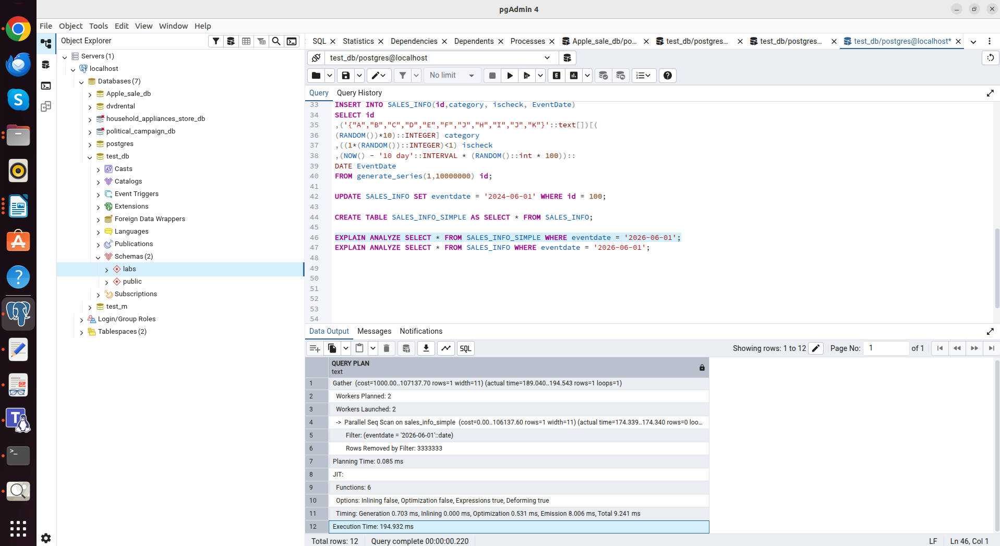 pgAdmin 4
File Object Tools Edit View Window Help
Object Explorer
SQL Statistics Dependencies Dependents Processes Apple_sale_db/po... test_db/postgres... test_db/postgres... test_db/postgres@localhost*
Servers (1)
localhost
Databases (7)
Apple_sale_db
dvdrental
household_appliances_store_db
political_campaign_db
postgres
test_db
Casts
Catalogs
Event Triggers
Extensions
Foreign Data Wrappers
Languages
Publications
Schemas (2)
labs
public
Subscriptions
test_m
Login/Group Roles
Tablespaces (2)
test_db/postgres@localhost
No limit
E
Query Query History
33 INSERT INTO SALES_INFO(id,category, ischeck, EventDate)
34 SELECT id
35 ,('{"A","B","C","D","E","F","J","H","I","J","K"}'::text[])[(
36 (RANDOM())*10)::INTEGER] category
37 ,((1*(RANDOM())::INTEGER)<1) ischeck
38 ,(NOW() - '10 day'::INTERVAL * (RANDOM()::int * 100))::
39 DATE EventDate
40 FROM generate_series(1,10000000) id;
41
42 UPDATE SALES_INFO SET eventdate = '2024-06-01' WHERE id = 100;
43
44 CREATE TABLE SALES_INFO_SIMPLE AS SELECT * FROM SALES_INFO;
45
46 EXPLAIN ANALYZE SELECT * FROM SALES_INFO_SIMPLE WHERE eventdate = '2026-06-01';
47 EXPLAIN ANALYZE SELECT * FROM SALES_INFO WHERE eventdate = '2026-06-01';
48
49
50
51
52
53
54
Data Output Messages Notifications
SQL
Showing rows: 1 to 12 Page No: 1 of 1
QUERY PLAN
text
1 Gather (cost=1000.00..107137.70 rows=1 width=11) (actual time=189.040..194.543 rows=1 loops=1)
2 Workers Planned: 2
3 Workers Launched: 2
4 -> Parallel Seq Scan on sales_info_simple (cost=0.00..106137.60 rows=1 width=11) (actual time=174.339..174.340 rows=0 loo...
5 Filter: (eventdate = '2026-06-01'::date)
6 Rows Removed by Filter: 3333333
7 Planning Time: 0.085 ms
8 JIT:
9 Functions: 6
10 Options: Inlining false, Optimization false, Expressions true, Deforming true
11 Timing: Generation 0.703 ms, Inlining 0.000 ms, Optimization 0.531 ms, Emission 8.006 ms, Total 9.241 ms
12 Execution Time: 194.932 ms
Total rows: 12 Query complete 00:00:00.220 LF Ln 46, Col 1